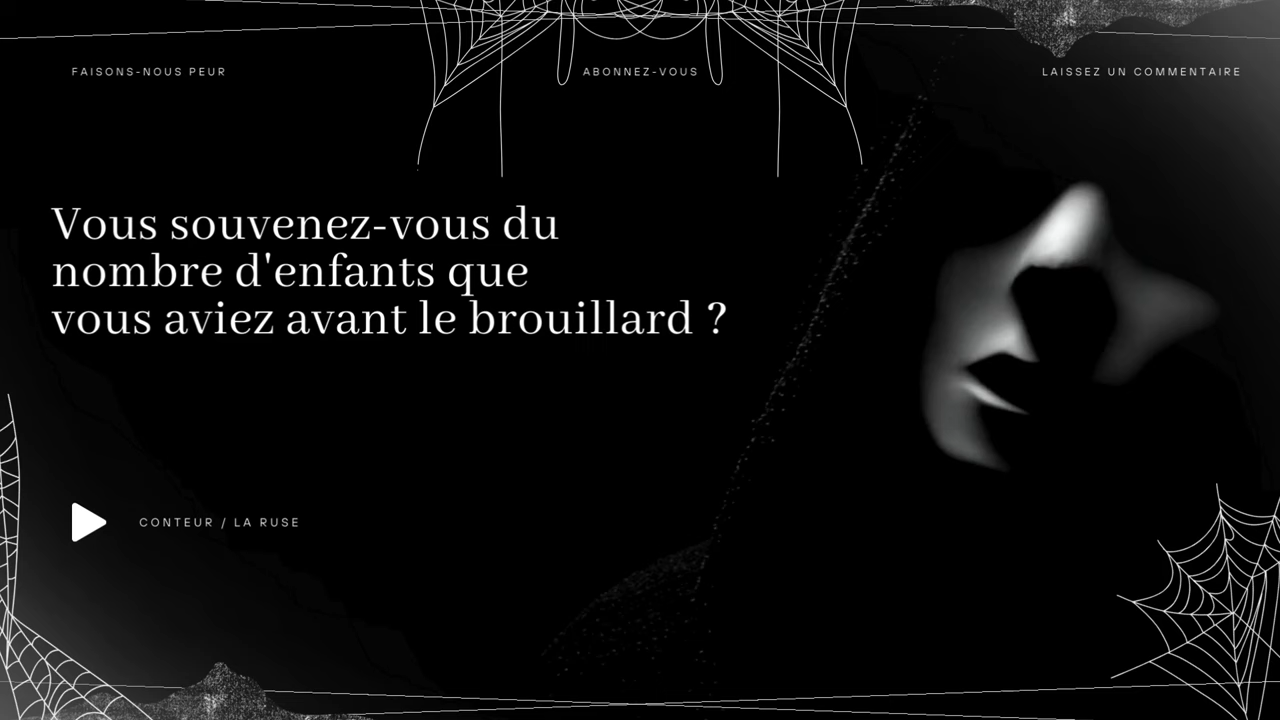 FAISONS-NOUS PEUR
ABONNEZ-VOUS
LAISSEZ UN COMMENTAIRE
Vous souvenez-vous du
nombre d'enfants que
vous aviez avant le brouillard ?
CONTEUR / LA RUSE